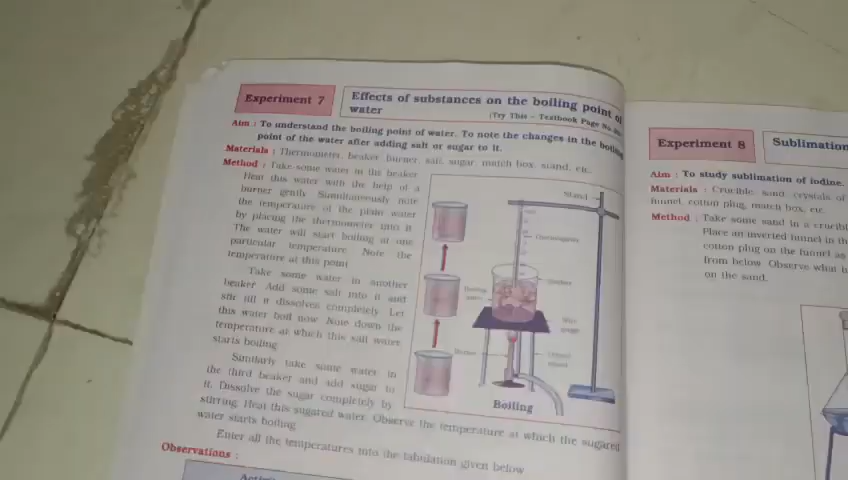 Experiment 7
Effects of substances on the boiling point of
water
(Try This – Textbook Page No.
Aim : To understand the boiling point of water. To note the changes in the boiling
point of the water after adding salt or sugar to it.
Materials : Thermometer, beaker burner, salt, sugar, match box, stand, etc.
Method : Take some water in the beaker
Heat this water with the help of a
burner gently Simultaneously note
the temperature of the plain water
by placing the thermometer into it
The water will start boiling at one
particular temperature. Note the
temperature at this point
Take some water in another
beaker Add some salt into it and
stir till it dissolves completely. Let
this water boil now. Note down the
temperature at which this salt water
starts boiling
Similarly take some water in
the third beaker and add sugar to
it. Dissolve the sugar completely by
stirring. Heat this sugared water. Observe the temperature at which the sugared
water starts boiling
Enter all the temperatures into the tabulation given below
Observations :
Stand
Thermometer
Beaker
Boiling
water
Wire
gauge
Burner
Boiling
Experiment 8
Sublimation
Aim : To study sublimation of iodine.
Materials : Crucible, sand, crystals of
funnel, cotton plug, match box, etc.
Method : Take some sand in a crucibl
Place an inverted funnel in th
cotton plug on the funnel as
from below. Observe what h
on the sand.